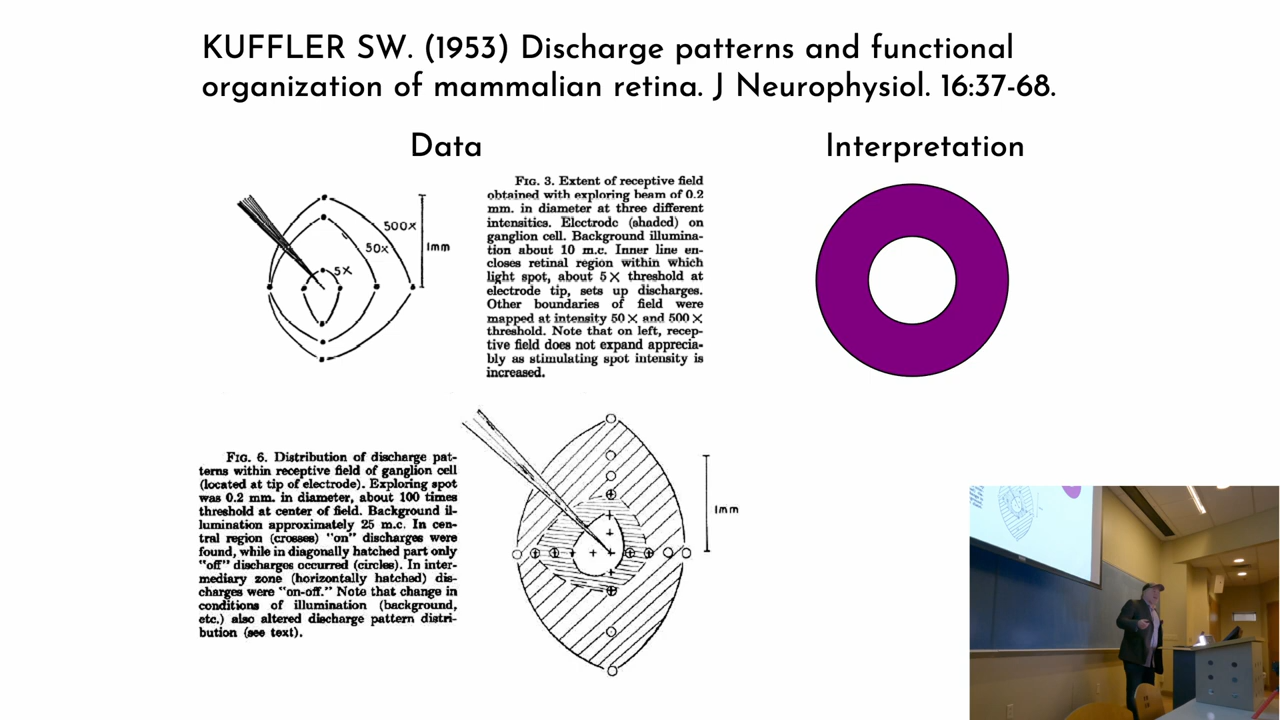 KUFFLER SW. (1953) Discharge patterns and functional
organization of mammalian retina. J Neurophysiol. 16:37-68.
Data
Interpretation
500x
50x
5x
1mm
FIG. 3. Extent of receptive field
obtained with exploring beam of 0.2
mm. in diameter at three different
intensities. Electrode (shaded) on
ganglion cell. Background illumina-
tion about 10 m.c. Inner line en-
closes retinal region within which
light spot, about 5 X threshold at
electrode tip, sets up discharges.
Other boundaries of field were
mapped at intensity 50 X and 500 X
threshold. Note that on left, recep-
tive field does not expand apprecia-
bly as stimulating spot intensity is
increased.
FIG. 6. Distribution of discharge pat-
terns within receptive field of ganglion cell
(located at tip of electrode). Exploring spot
was 0.2 mm. in diameter, about 100 times
threshold at center of field. Background il-
lumination approximately 25 m.c. In cen-
tral region (crosses) "on" discharges were
found, while in diagonally hatched part only
"off" discharges occurred (circles). In inter-
mediary zone (horizontally hatched) dis-
charges were "on-off." Note that change in
conditions of illumination (background,
etc.) also altered discharge pattern distri-
bution (see text).
1mm